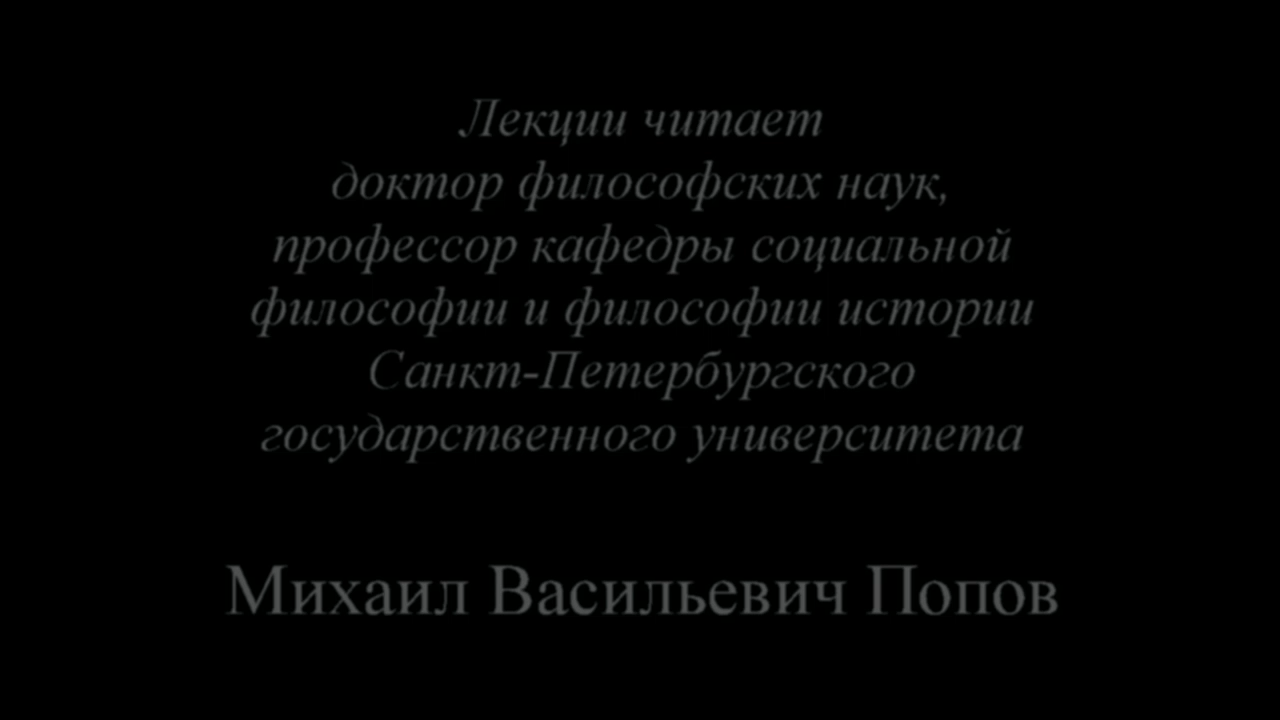 Лекции читает
доктор философских наук,
профессор кафедры социальной
философии и философии истории
Санкт-Петербургского
государственного университета
Михаил Васильевич Попов